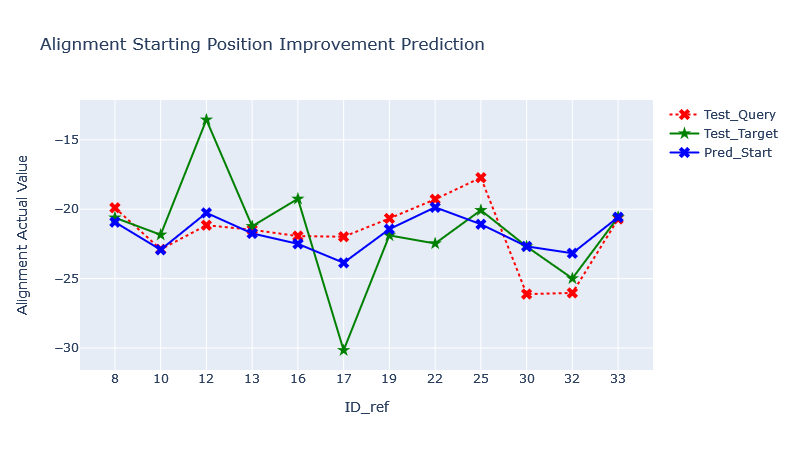 Alignment Starting Position Improvement Prediction
Test_Query
Test_Target
Pred_Start
Alignment Actual Value
−15
−20
−25
−30
8 10 12 13 16 17 19 22 25 30 32 33
ID_ref